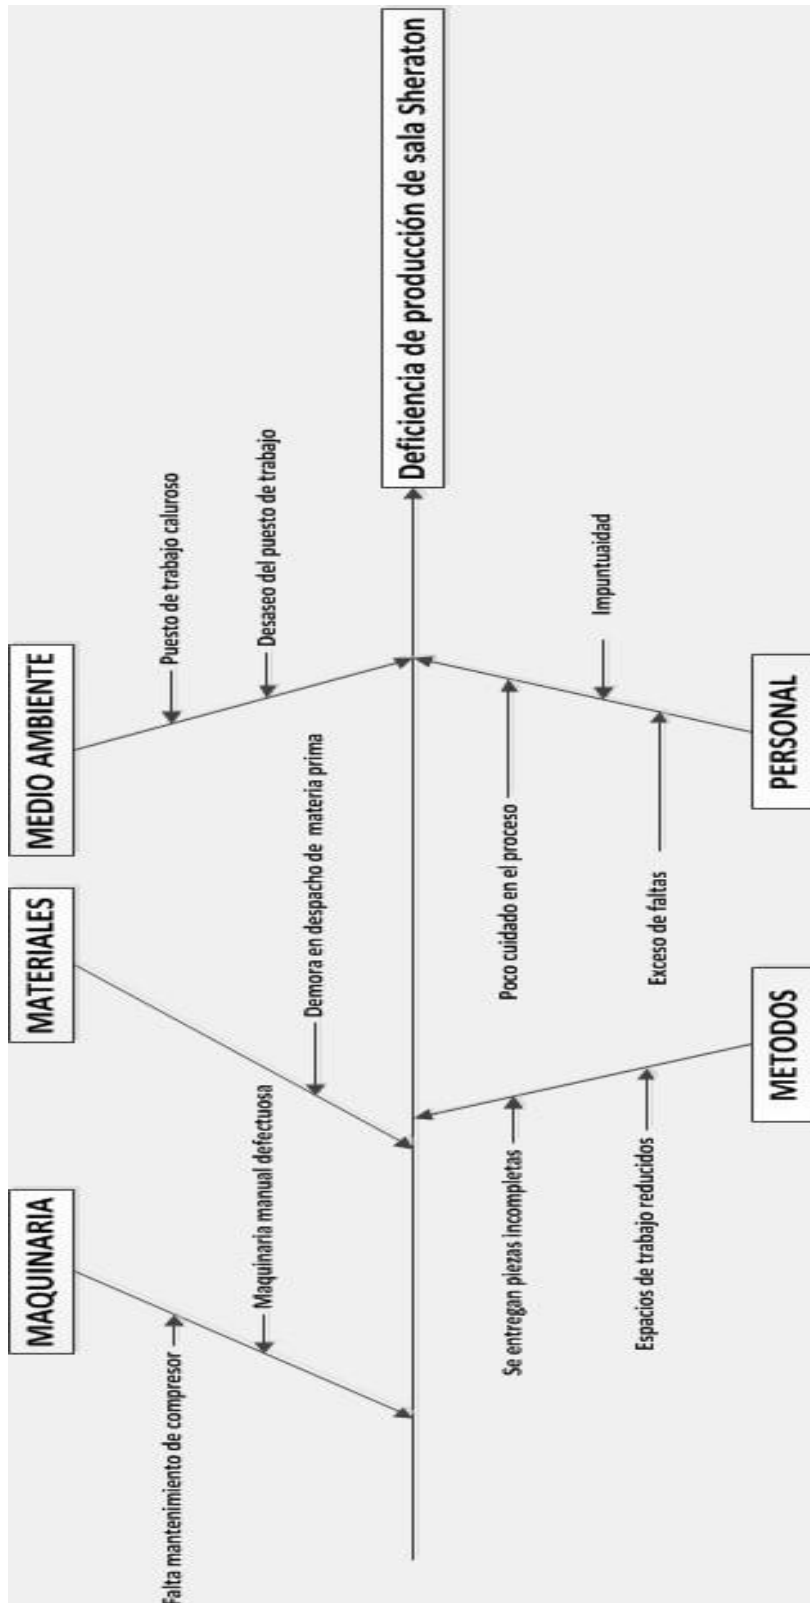 MAQUINARIA
MATERIALES
MEDIO AMBIENTE
Falta mantenimiento de compresor
Puesto de trabajo caluroso
Maquinaria manual defectuosa
Desaseo del puesto de trabajo
Demora en despacho de materia prima
Deficiencia de producción de sala Sheraton
Se entregan piezas incompletas
Poco cuidado en el proceso
Impuntuaidad
Espacios de trabajo reducidos
Exceso de faltas
METODOS
PERSONAL